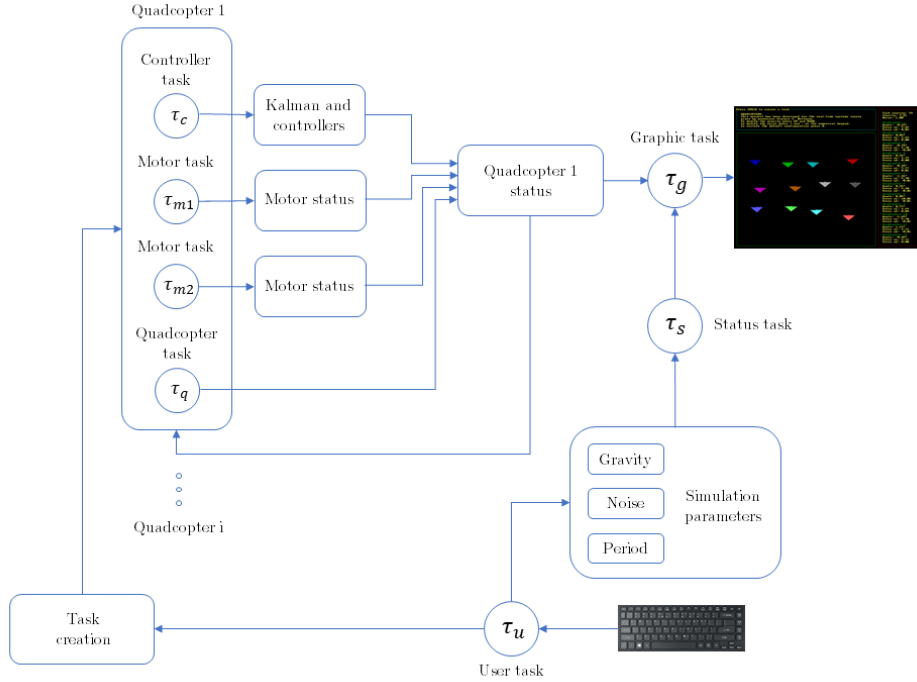 Quadcopter 1
Controller
task
τc
Kalman and
controllers
Motor task
τm1
Motor status
Motor task
τm2
Motor status
Quadcopter
task
τq
Quadcopter 1
status
Graphic task
τg
τs
Status task
Gravity
Noise
Period
Simulation
parameters
Quadcopter i
Task
creation
τu
User task